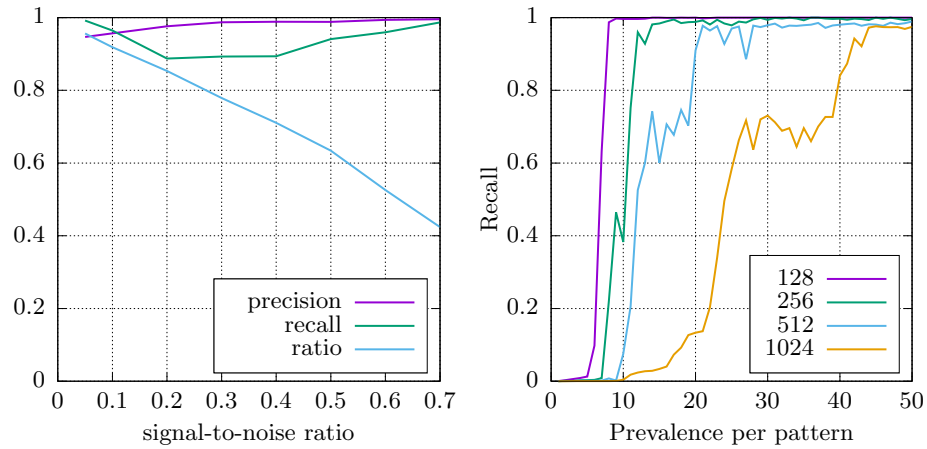 1
0.8
0.6
0.4
0.2
0
0 0.1 0.2 0.3 0.4 0.5 0.6 0.7
signal-to-noise ratio
precision
recall
ratio
1
0.8
0.6
0.4
0.2
0
0 10 20 30 40 50
Prevalence per pattern
Recall
128
256
512
1024